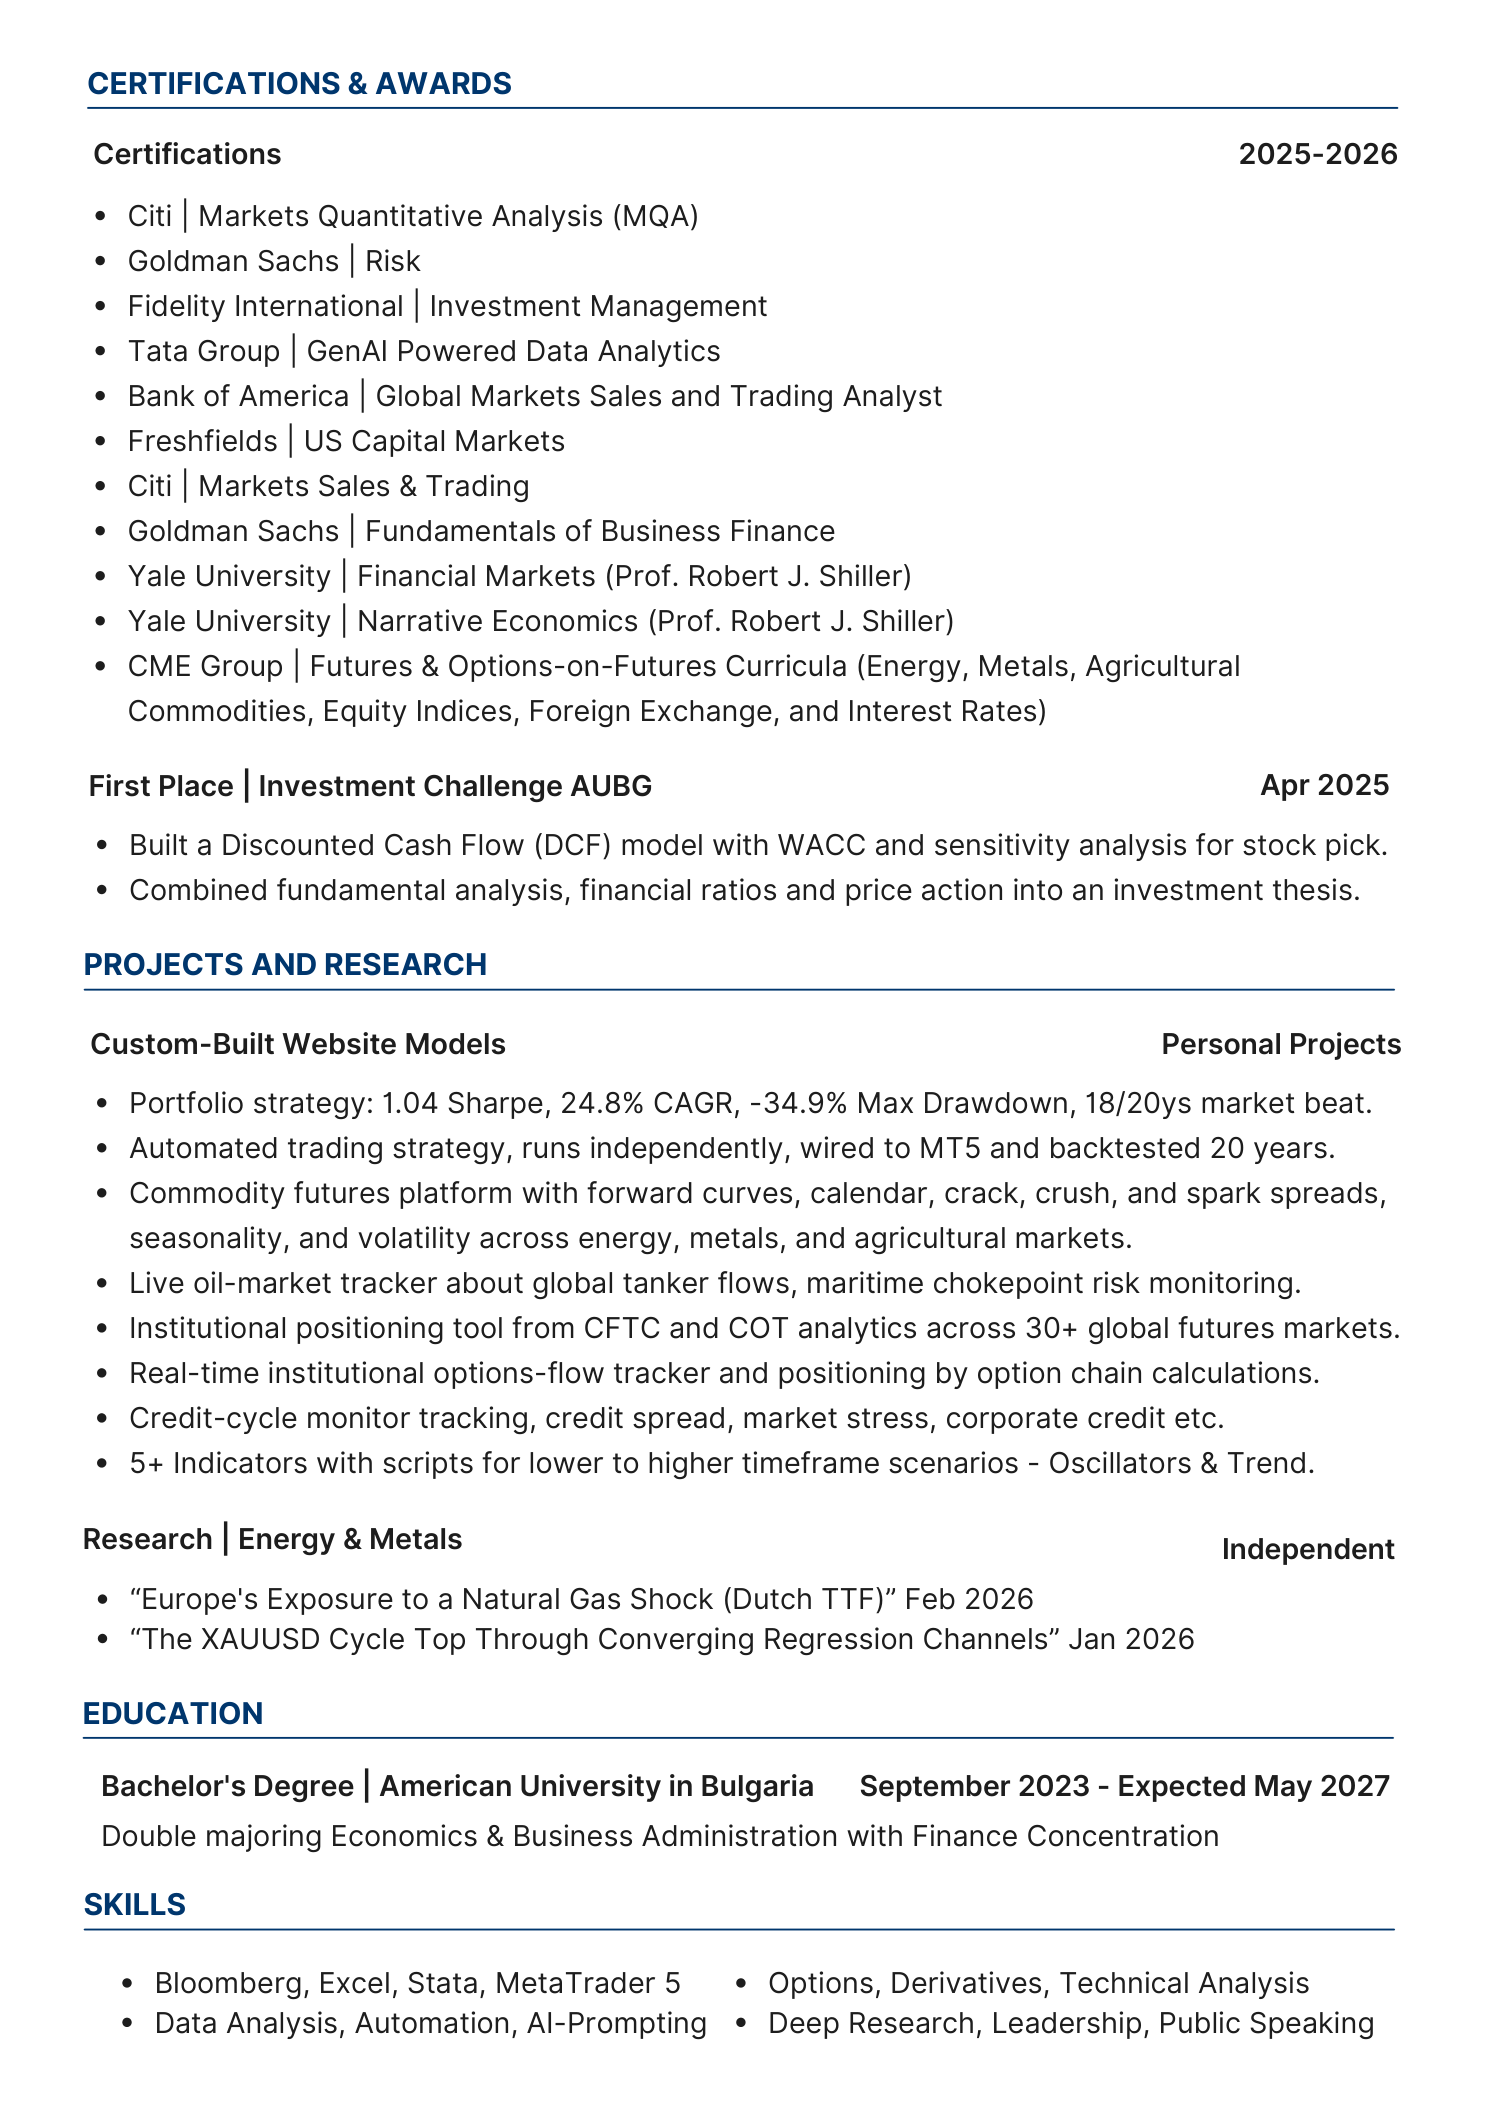 CERTIFICATIONS & AWARDS
Certifications 2025-2026
• Citi | Markets Quantitative Analysis (MQA)
• Goldman Sachs | Risk
• Fidelity International | Investment Management
• Tata Group | GenAI Powered Data Analytics
• Bank of America | Global Markets Sales and Trading Analyst
• Freshfields | US Capital Markets
• Citi | Markets Sales & Trading
• Goldman Sachs | Fundamentals of Business Finance
• Yale University | Financial Markets (Prof. Robert J. Shiller)
• Yale University | Narrative Economics (Prof. Robert J. Shiller)
• CME Group | Futures & Options-on-Futures Curricula (Energy, Metals, Agricultural
Commodities, Equity Indices, Foreign Exchange, and Interest Rates)
First Place | Investment Challenge AUBG Apr 2025
• Built a Discounted Cash Flow (DCF) model with WACC and sensitivity analysis for stock pick.
• Combined fundamental analysis, financial ratios and price action into an investment thesis.
PROJECTS AND RESEARCH
Custom-Built Website Models Personal Projects
• Portfolio strategy: 1.04 Sharpe, 24.8% CAGR, -34.9% Max Drawdown, 18/20ys market beat.
• Automated trading strategy, runs independently, wired to MT5 and backtested 20 years.
• Commodity futures platform with forward curves, calendar, crack, crush, and spark spreads,
seasonality, and volatility across energy, metals, and agricultural markets.
• Live oil-market tracker about global tanker flows, maritime chokepoint risk monitoring.
• Institutional positioning tool from CFTC and COT analytics across 30+ global futures markets.
• Real-time institutional options-flow tracker and positioning by option chain calculations.
• Credit-cycle monitor tracking, credit spread, market stress, corporate credit etc.
• 5+ Indicators with scripts for lower to higher timeframe scenarios - Oscillators & Trend.
Research | Energy & Metals Independent
• “Europe's Exposure to a Natural Gas Shock (Dutch TTF)” Feb 2026
• “The XAUUSD Cycle Top Through Converging Regression Channels” Jan 2026
EDUCATION
Bachelor's Degree | American University in Bulgaria September 2023 - Expected May 2027
Double majoring Economics & Business Administration with Finance Concentration
SKILLS
• Bloomberg, Excel, Stata, MetaTrader 5
• Data Analysis, Automation, AI-Prompting
• Options, Derivatives, Technical Analysis
• Deep Research, Leadership, Public Speaking